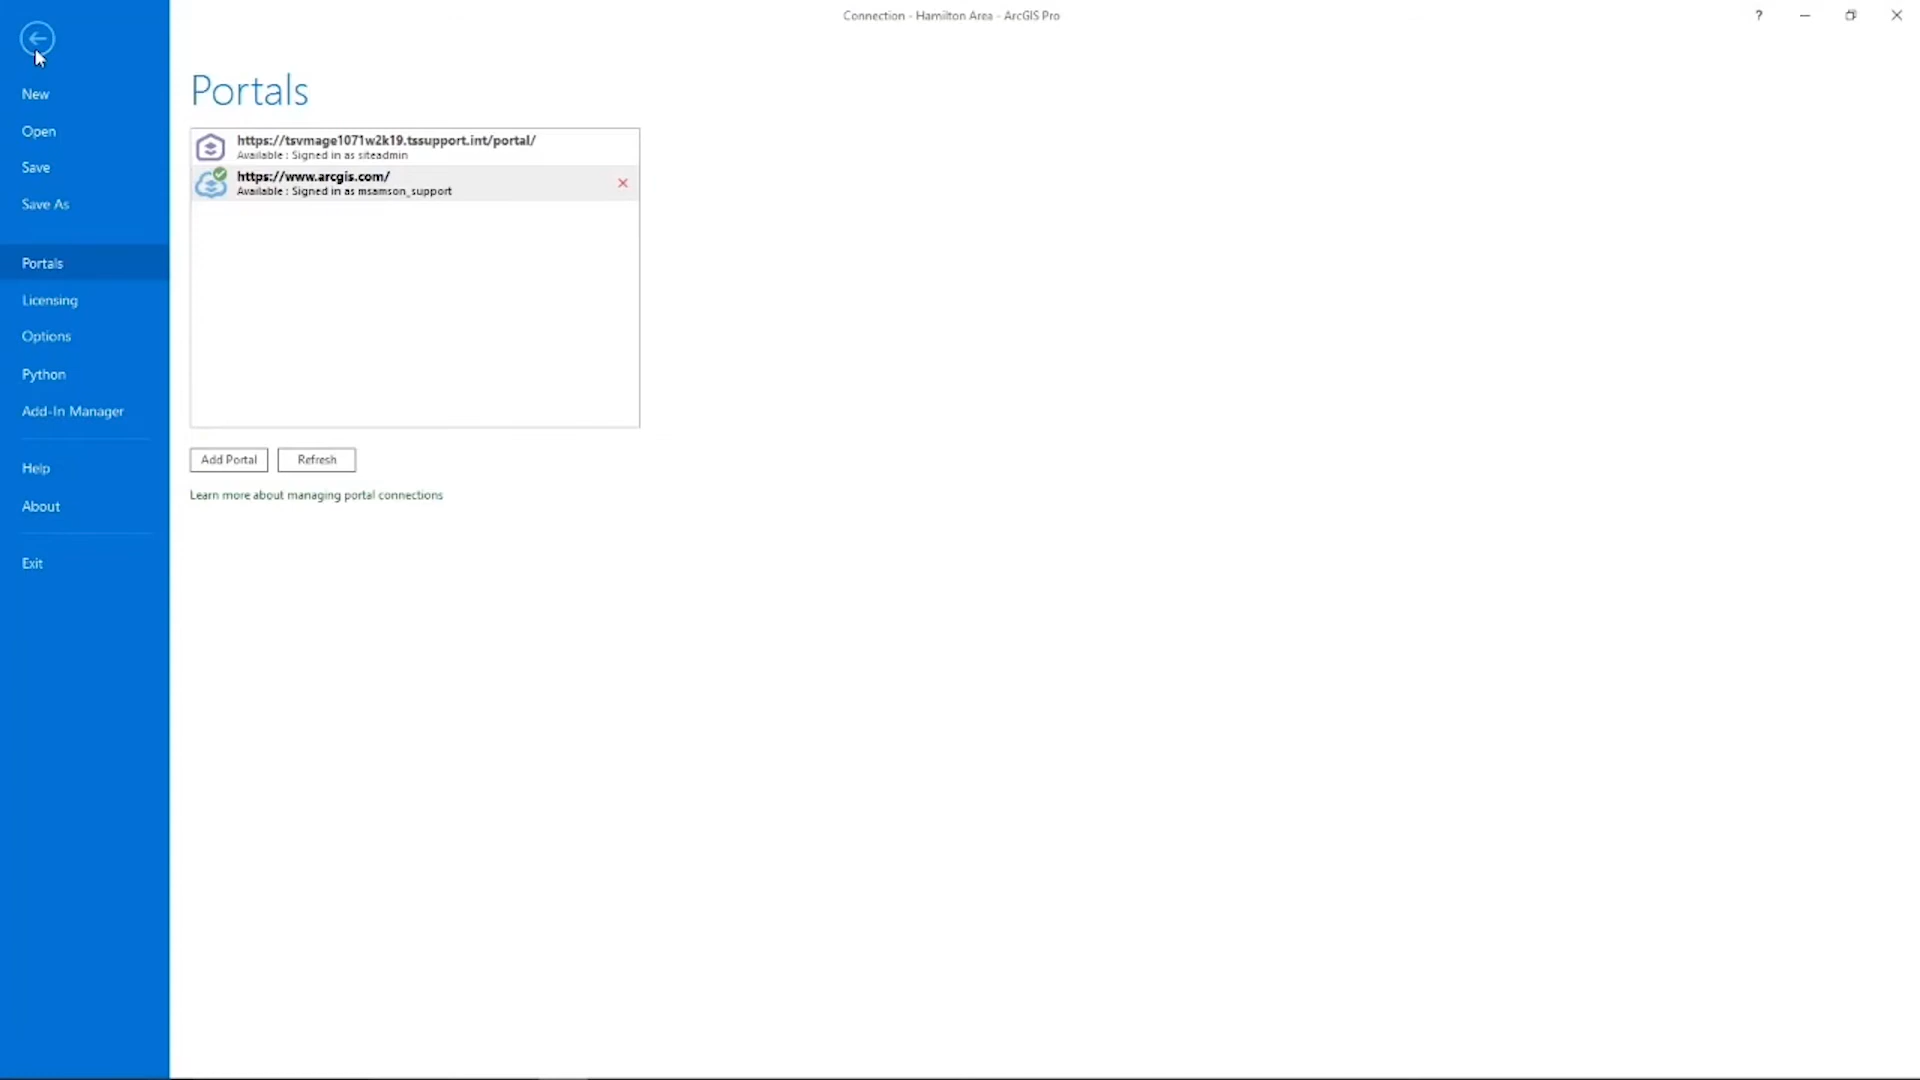 Connection - Hamilton Area - ArcGIS Pro
?
New
Open
Save
Save As
Portals
Licensing
Options
Python
Add-In Manager
Help
About
Exit
Portals
https://tsvmage1071w2k19.tssupport.int/portal/
Available : Signed in as siteadmin
https://www.arcgis.com/
Available : Signed in as msamson_support
Add Portal
Refresh
Learn more about managing portal connections